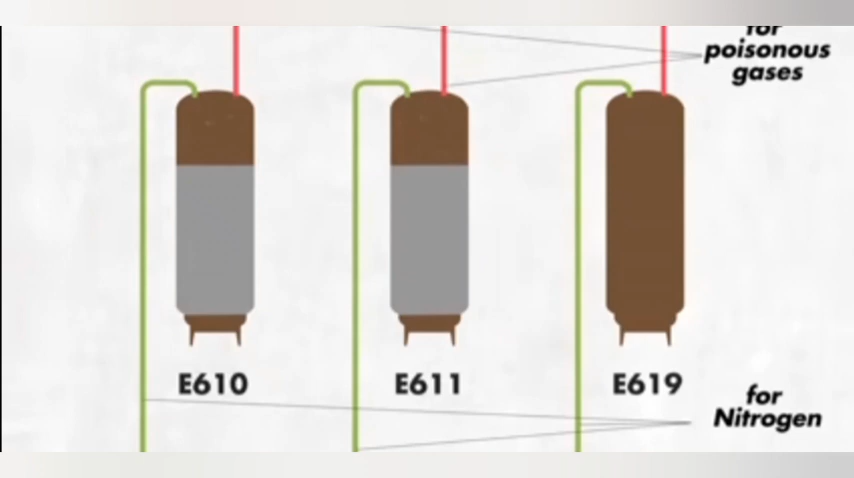 for
poisonous
gases
E610
E611
E619
for
Nitrogen